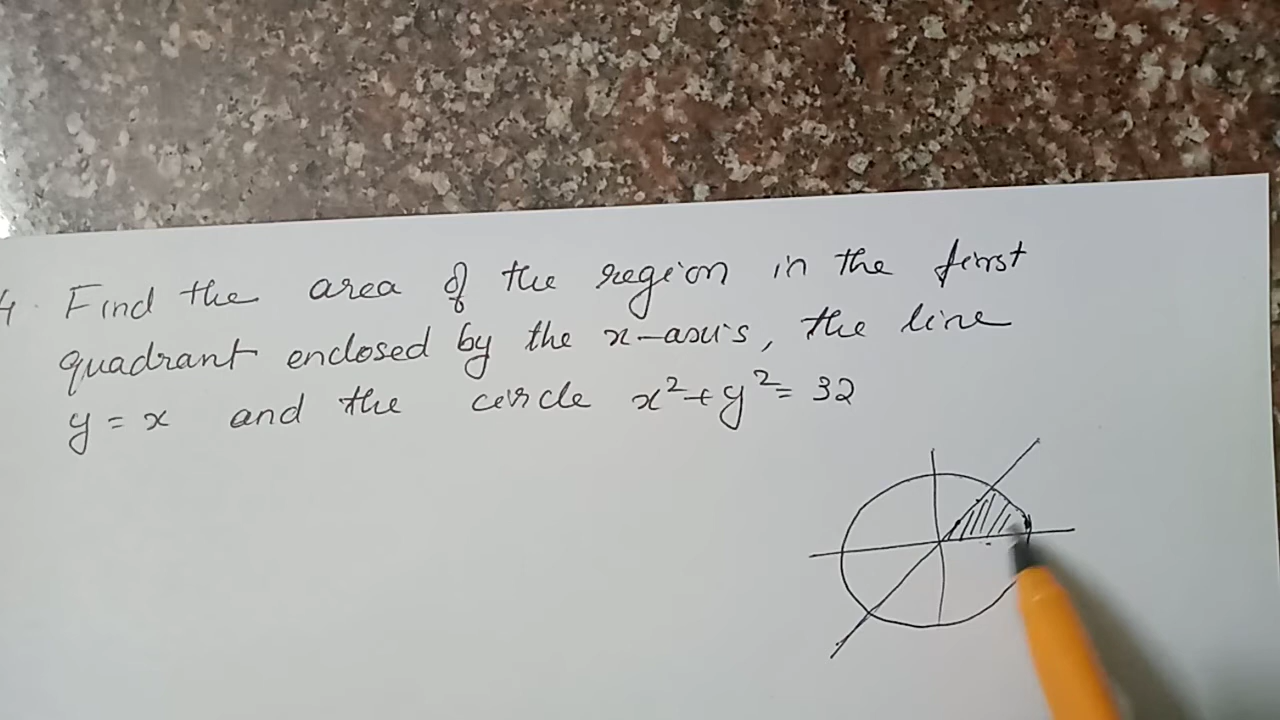 4. Find the area of the region in the first
quadrant enclosed by the x-axis, the line
y = x and the circle x² + y² = 32